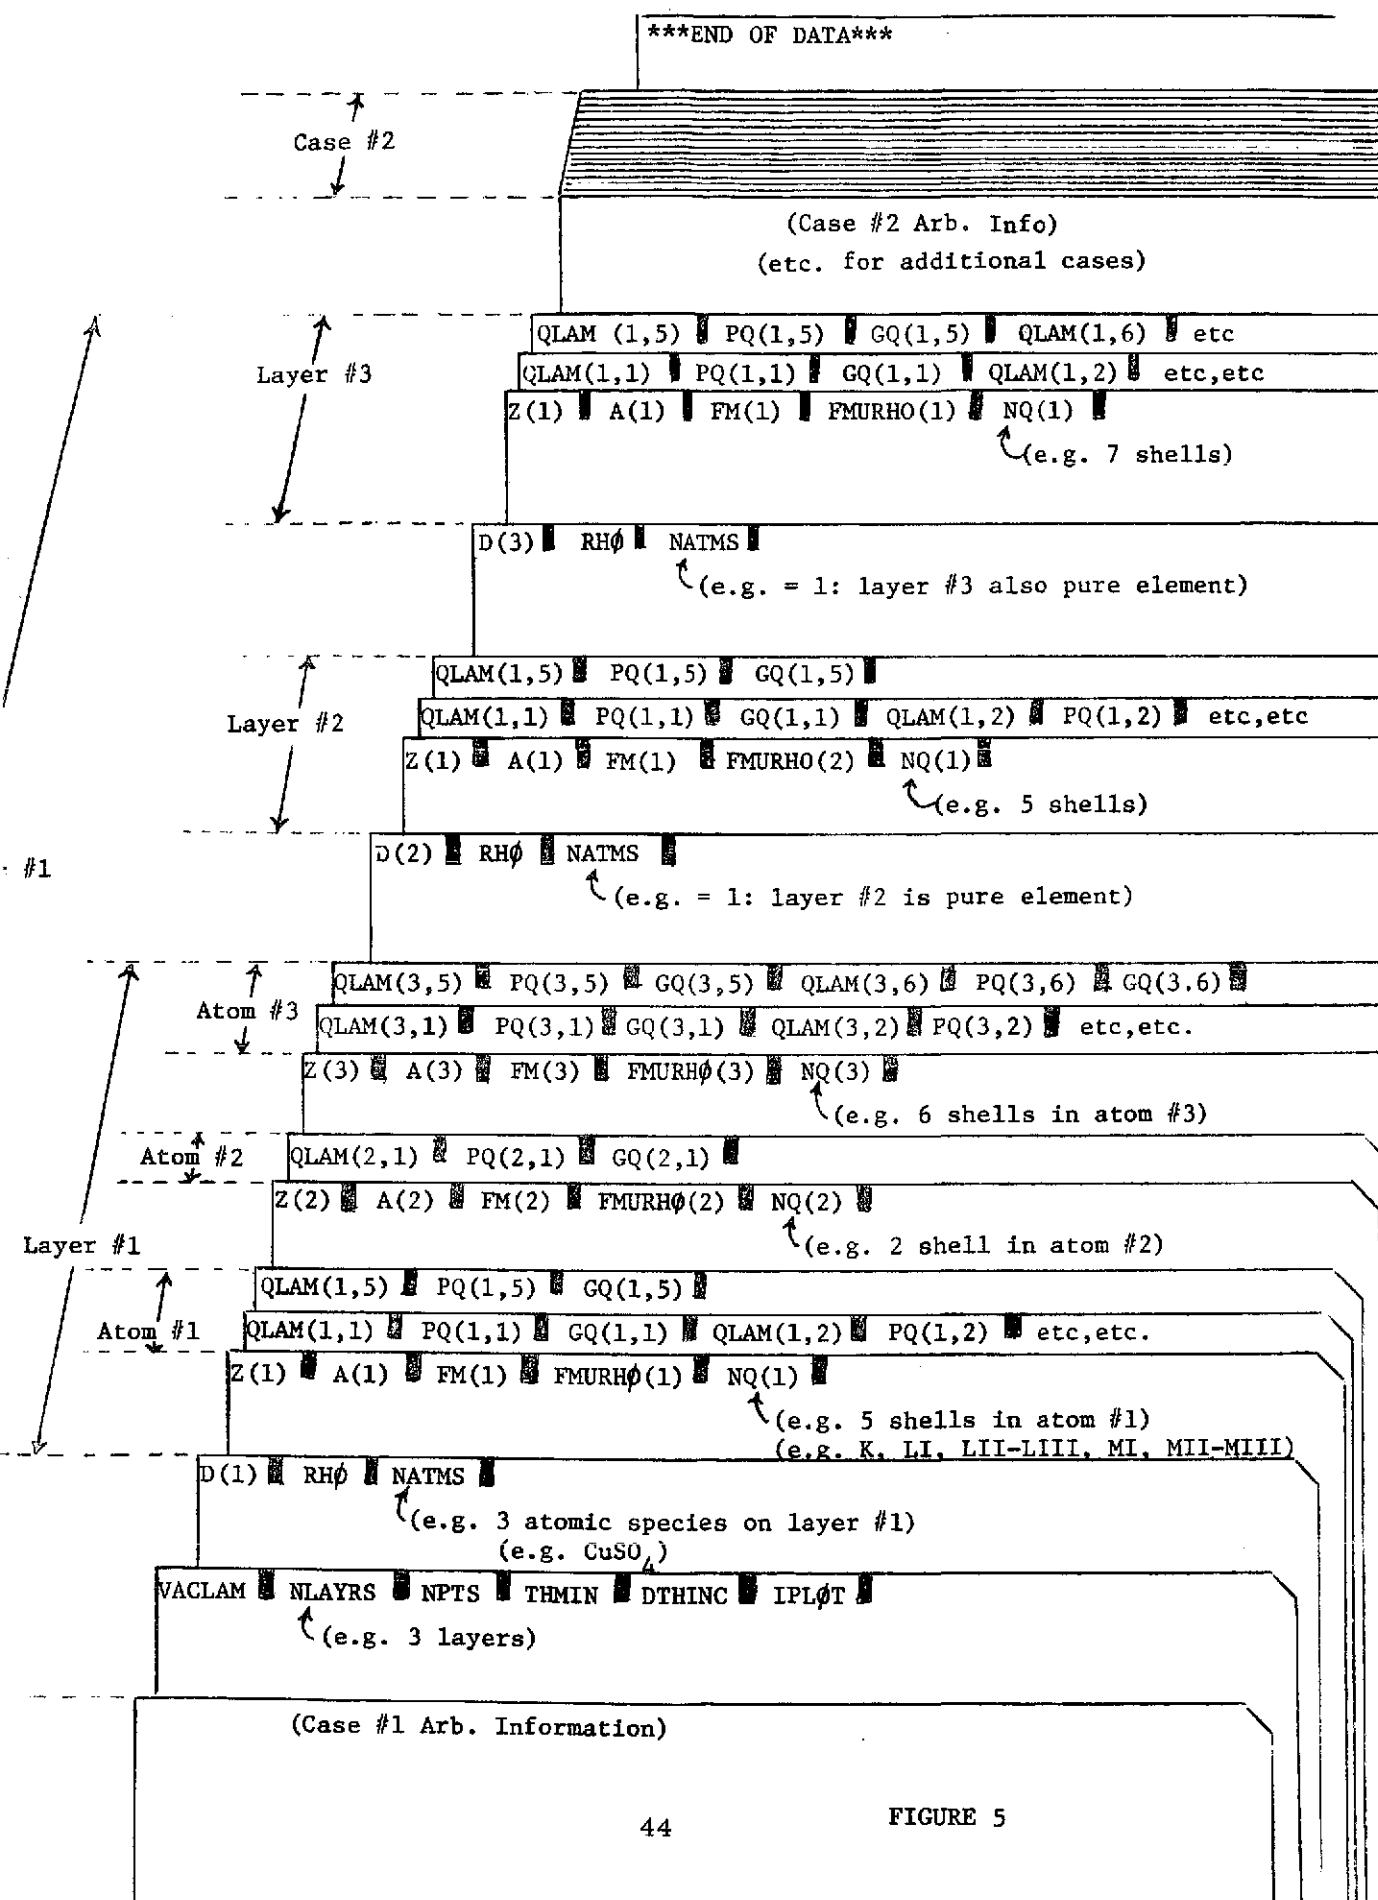 ***END OF DATA***
Case #2
(Case #2 Arb. Info)
(etc. for additional cases)
QLAM (1,5) PQ(1,5) GQ(1,5) QLAM(1,6) etc
Layer #3
QLAM(1,1) PQ(1,1) GQ(1,1) QLAM(1,2) etc,etc
Z(1) A(1) FM(1) FMURHO(1) NQ(1)
(e.g. 7 shells)
D(3) RHØ NATMS
(e.g. = 1: layer #3 also pure element)
QLAM(1,5) PQ(1,5) GQ(1,5)
Layer #2
QLAM(1,1) PQ(1,1) GQ(1,1) QLAM(1,2) PQ(1,2) etc,etc
Z(1) A(1) FM(1) FMURHO(2) NQ(1)
(e.g. 5 shells)
D(2) RHØ NATMS
#1
(e.g. = 1: layer #2 is pure element)
QLAM(3,5) PQ(3,5) GQ(3,5) QLAM(3,6) PQ(3,6) GQ(3.6)
Atom #3
QLAM(3,1) PQ(3,1) GQ(3,1) QLAM(3,2) PQ(3,2) etc,etc.
Z(3) A(3) FM(3) FMURHØ(3) NQ(3)
(e.g. 6 shells in atom #3)
Atom #2
QLAM(2,1) PQ(2,1) GQ(2,1)
Z(2) A(2) FM(2) FMURHØ(2) NQ(2)
Layer #1
(e.g. 2 shell in atom #2)
QLAM(1,5) PQ(1,5) GQ(1,5)
Atom #1
QLAM(1,1) PQ(1,1) GQ(1,1) QLAM(1,2) PQ(1,2) etc,etc.
Z(1) A(1) FM(1) FMURHØ(1) NQ(1)
(e.g. 5 shells in atom #1)
(e.g. K, LI, LII-LIII, MI, MII-MIII)
D(1) RHØ NATMS
(e.g. 3 atomic species on layer #1)
(e.g. CuSO4)
VACLAM NLAYRS NPTS THMIN DTHINC IPLØT
(e.g. 3 layers)
(Case #1 Arb. Information)
44
FIGURE 5